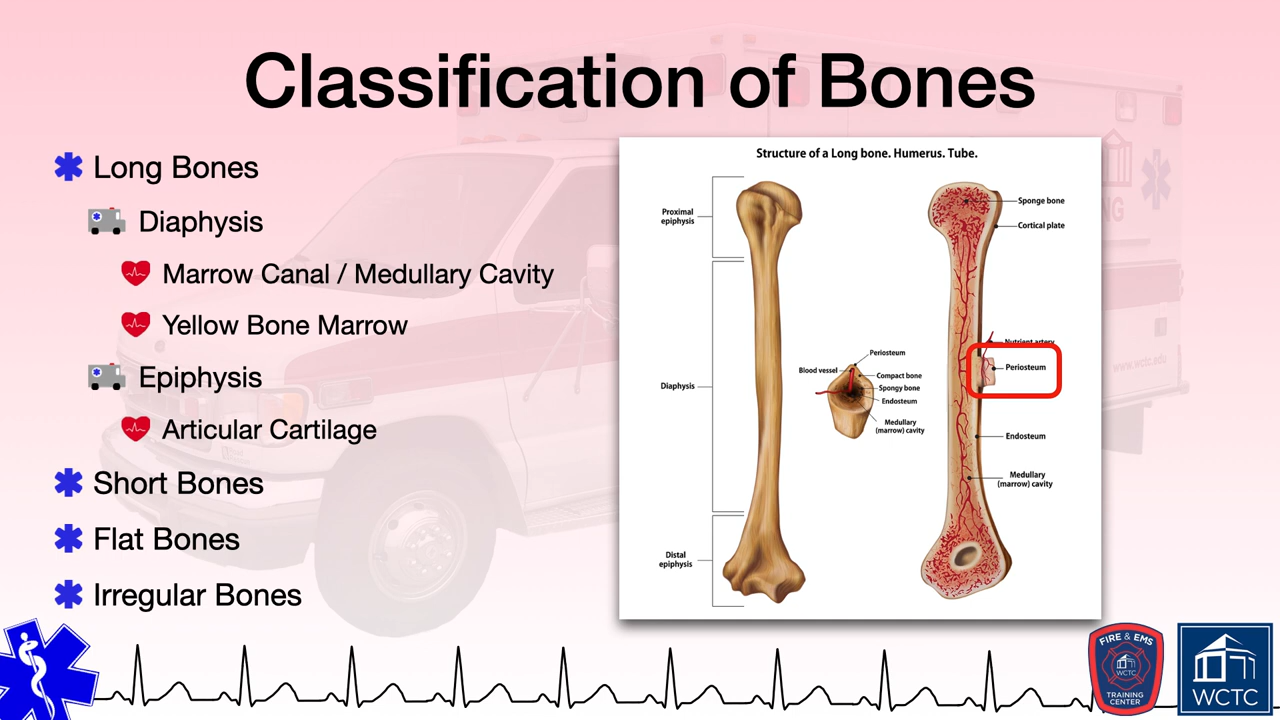 Classification of Bones
Long Bones
Diaphysis
Marrow Canal / Medullary Cavity
Yellow Bone Marrow
Epiphysis
Articular Cartilage
Short Bones
Flat Bones
Irregular Bones
Structure of a Long bone. Humerus. Tube.
Proximal
epiphysis
Diaphysis
Distal
epiphysis
Periosteum
Blood vessel
Compact bone
Spongy bone
Endosteum
Medullary
(marrow) cavity
Sponge bone
Cortical plate
Nutrient artery
Periosteum
Endosteum
Medullary
(marrow) cavity
www.wctc.edu
FIRE & EMS
WCTC
TRAINING
CENTER
WCTC